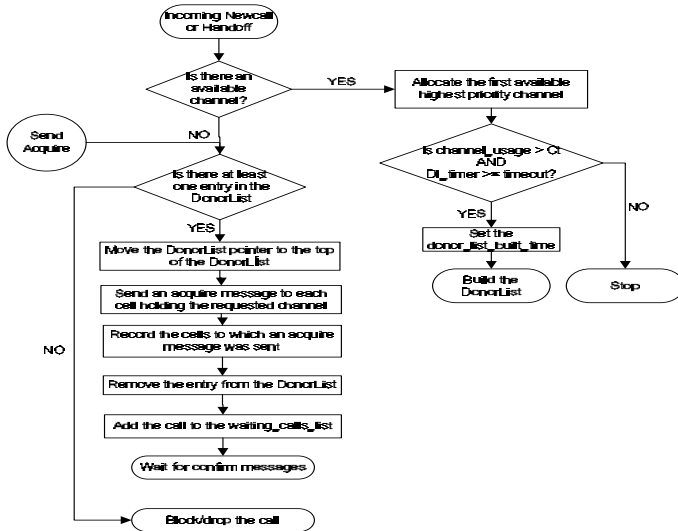 Incoming Newcall
or Handoff
Is there an
available
channel?
YES
Allocate the first available
highest priority channel
NO
Send
Acquire
Is channel_usage > Ct
AND
Dl_timer >= timeout?
Is there at least
one entry in the
DonorList
YES
NO
YES
Set the
donor_list_built_time
Move the DonorList pointer to the top
of the DonorList
Build the
DonorList
Stop
Send an acquire message to each
cell holding the requested channel
NO
Record the cells to which an acquire
message was sent
Remove the entry from the DonorList
Add the call to the waiting_calls_list
Wait for confirm messages
Block/drop the call